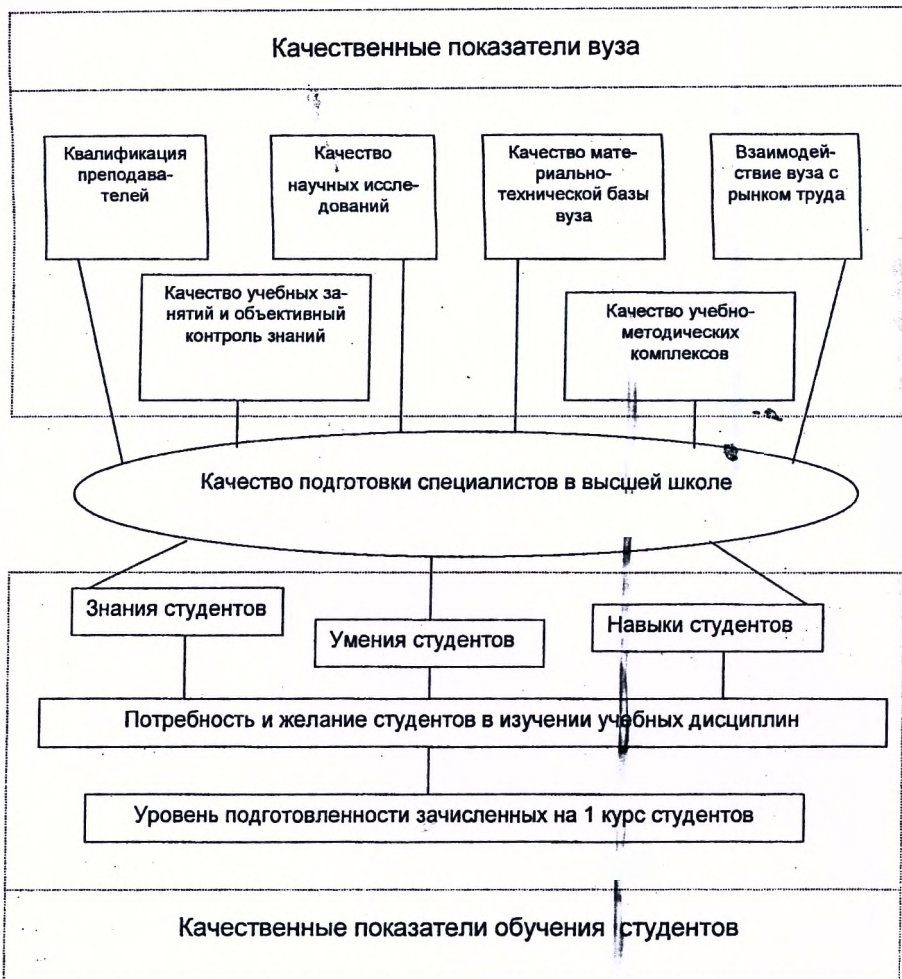 Качественные показатели вуза
Квалификация
преподава-
телей
Качество
научных иссле-
дований
Качество мате-
риально-
технической базы
вуза
Взаимодей-
ствие вуза с
рынком труда
Качество учебных за-
нятий и объективный
контроль знаний
Качество учебно-
методических
комплексов
Качество подготовки специалистов в высшей школе
Знания студентов
Умения студентов
Навыки студентов
Потребность и желание студентов в изучении учебных дисциплин
Уровень подготовленности зачисленных на 1 курс студентов
Качественные показатели обучения студентов